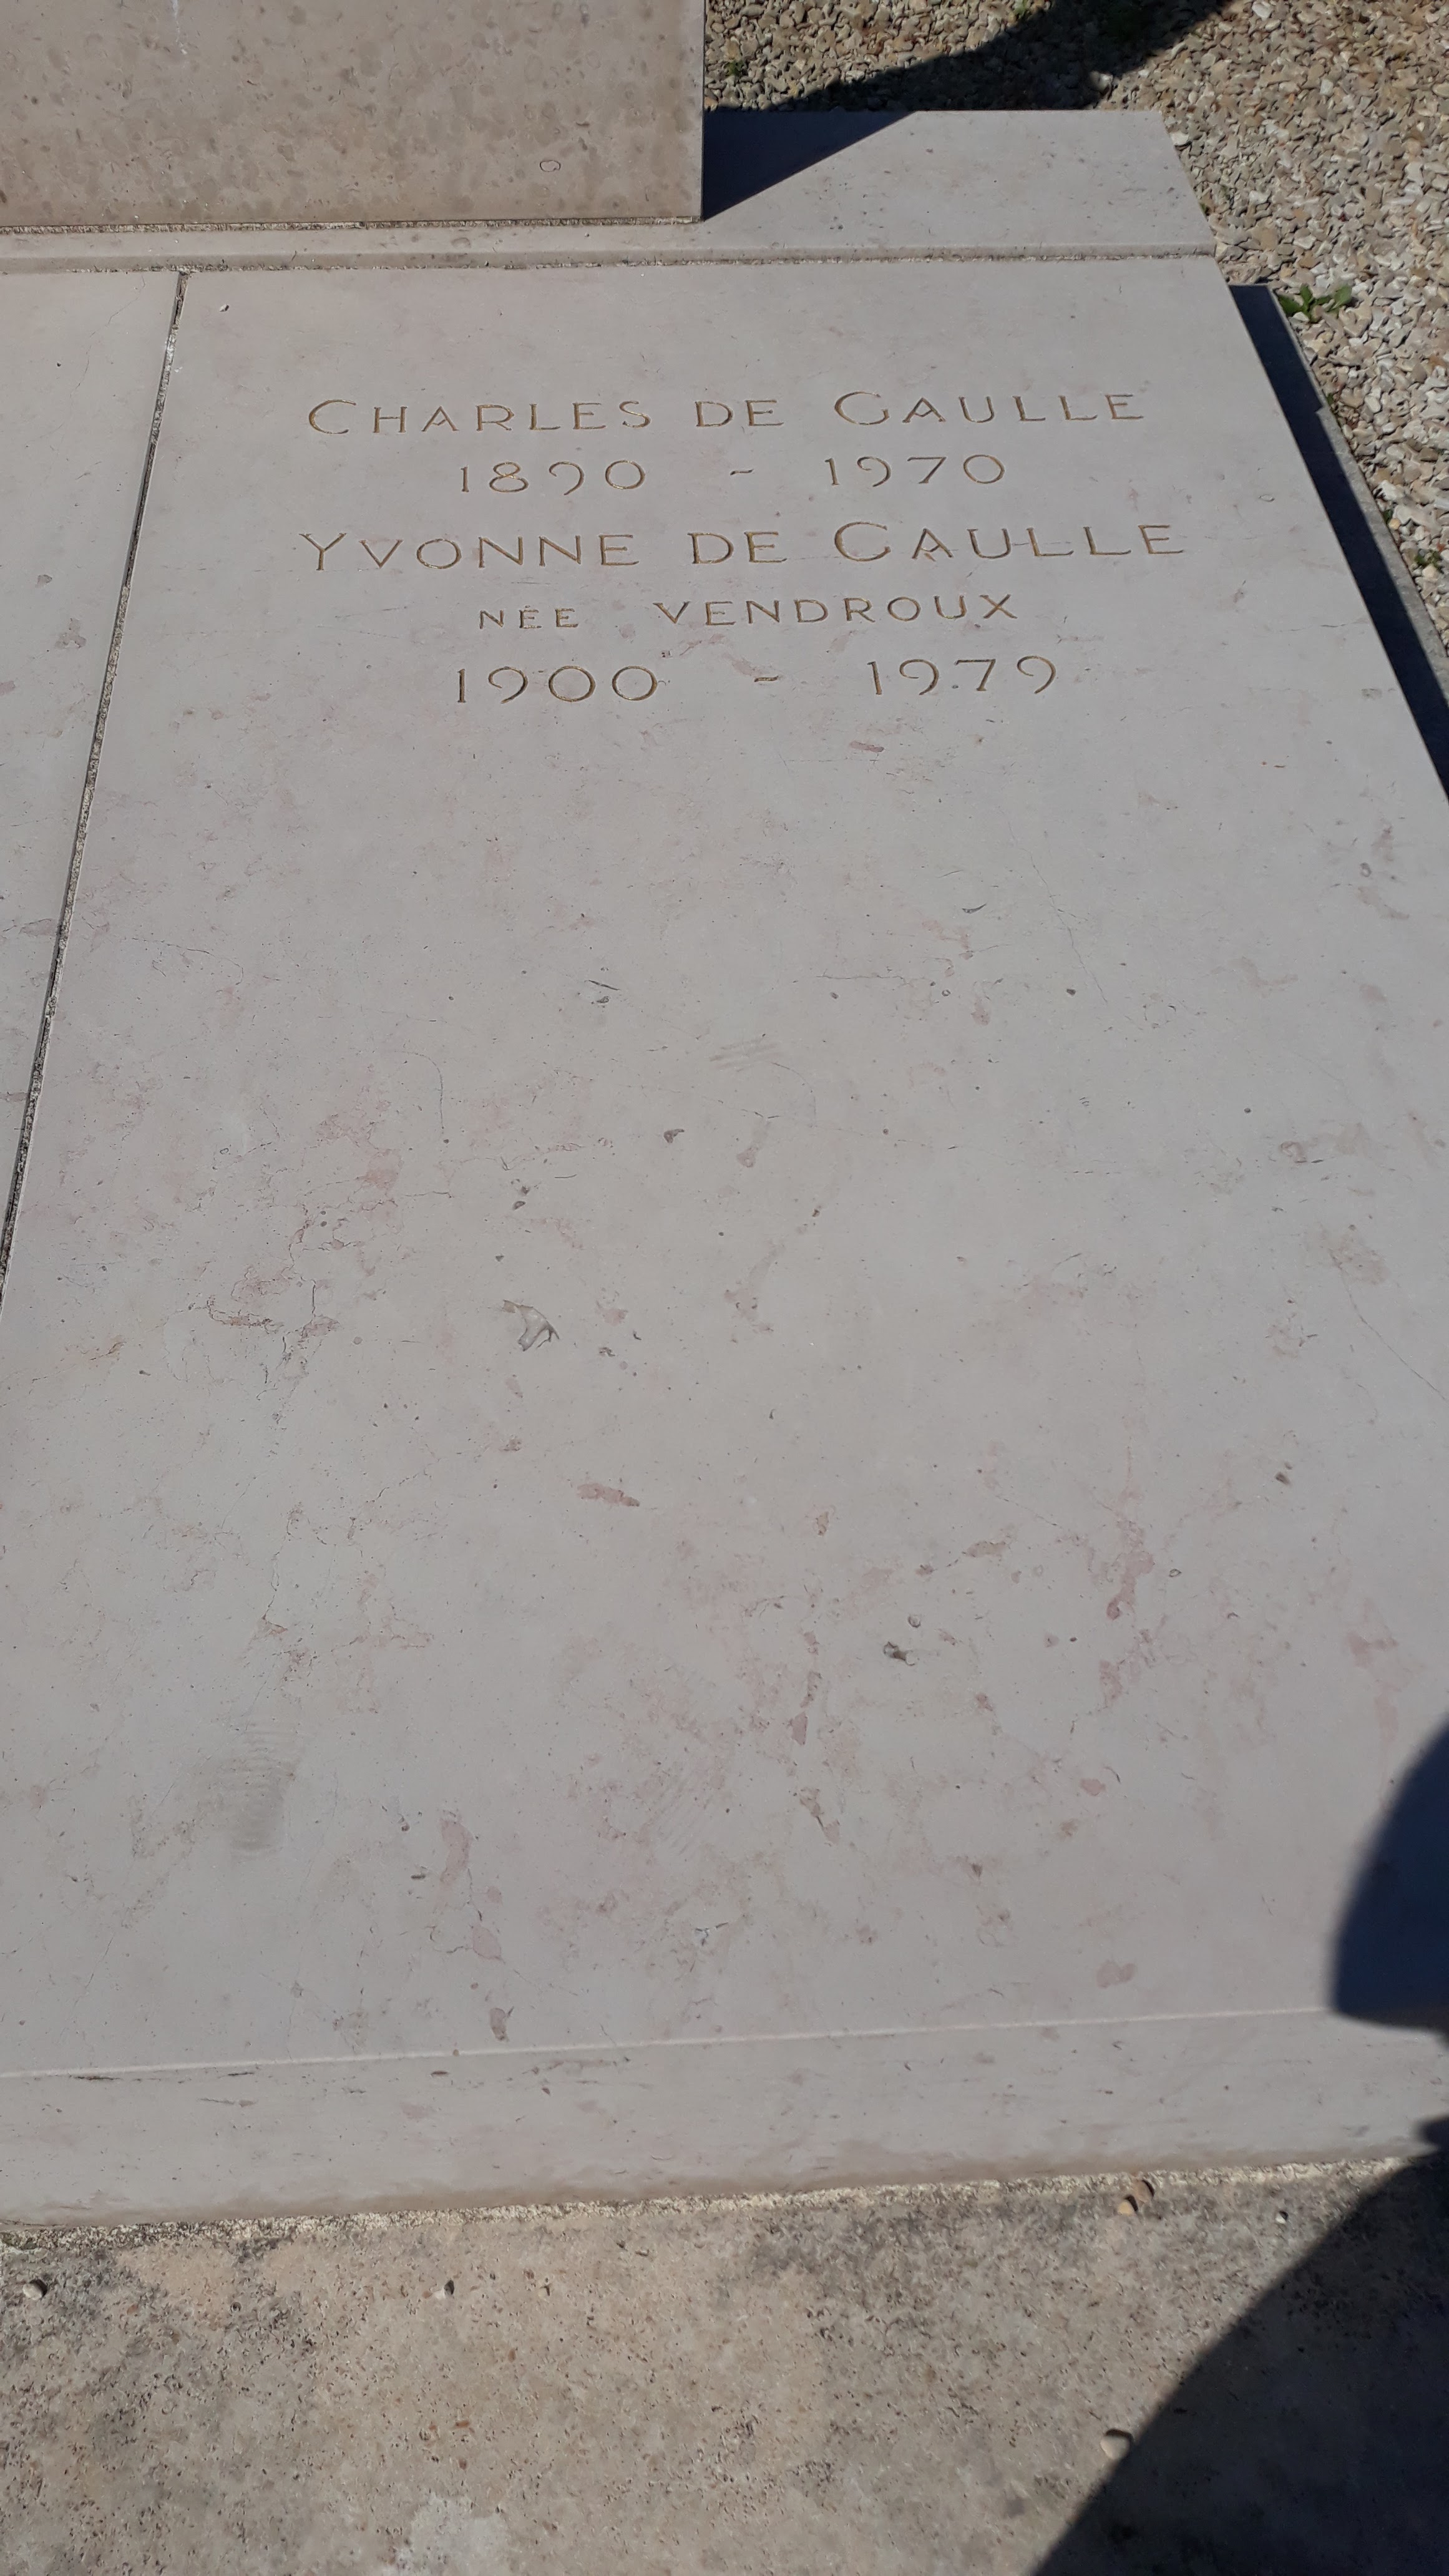 CHARLES DE GAULLE
1890 - 1970
YVONNE DE GAULLE
NÉE VENDROUX
1900 - 1979